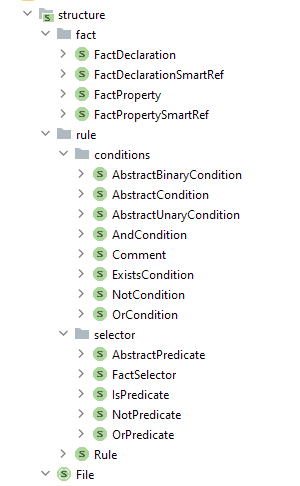 structure
fact
FactDeclaration
FactDeclarationSmartRef
FactProperty
FactPropertySmartRef
rule
conditions
AbstractBinaryCondition
AbstractCondition
AbstractUnaryCondition
AndCondition
Comment
ExistsCondition
NotCondition
OrCondition
selector
AbstractPredicate
FactSelector
IsPredicate
NotPredicate
OrPredicate
Rule
File